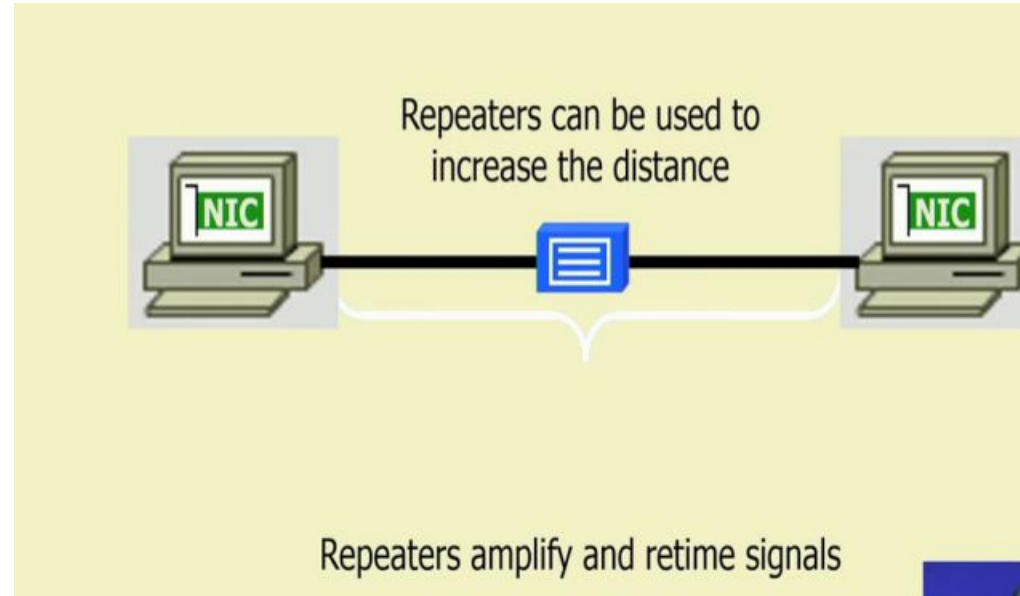 Repeaters can be used to
increase the distance
NIC
NIC
Repeaters amplify and retime signals